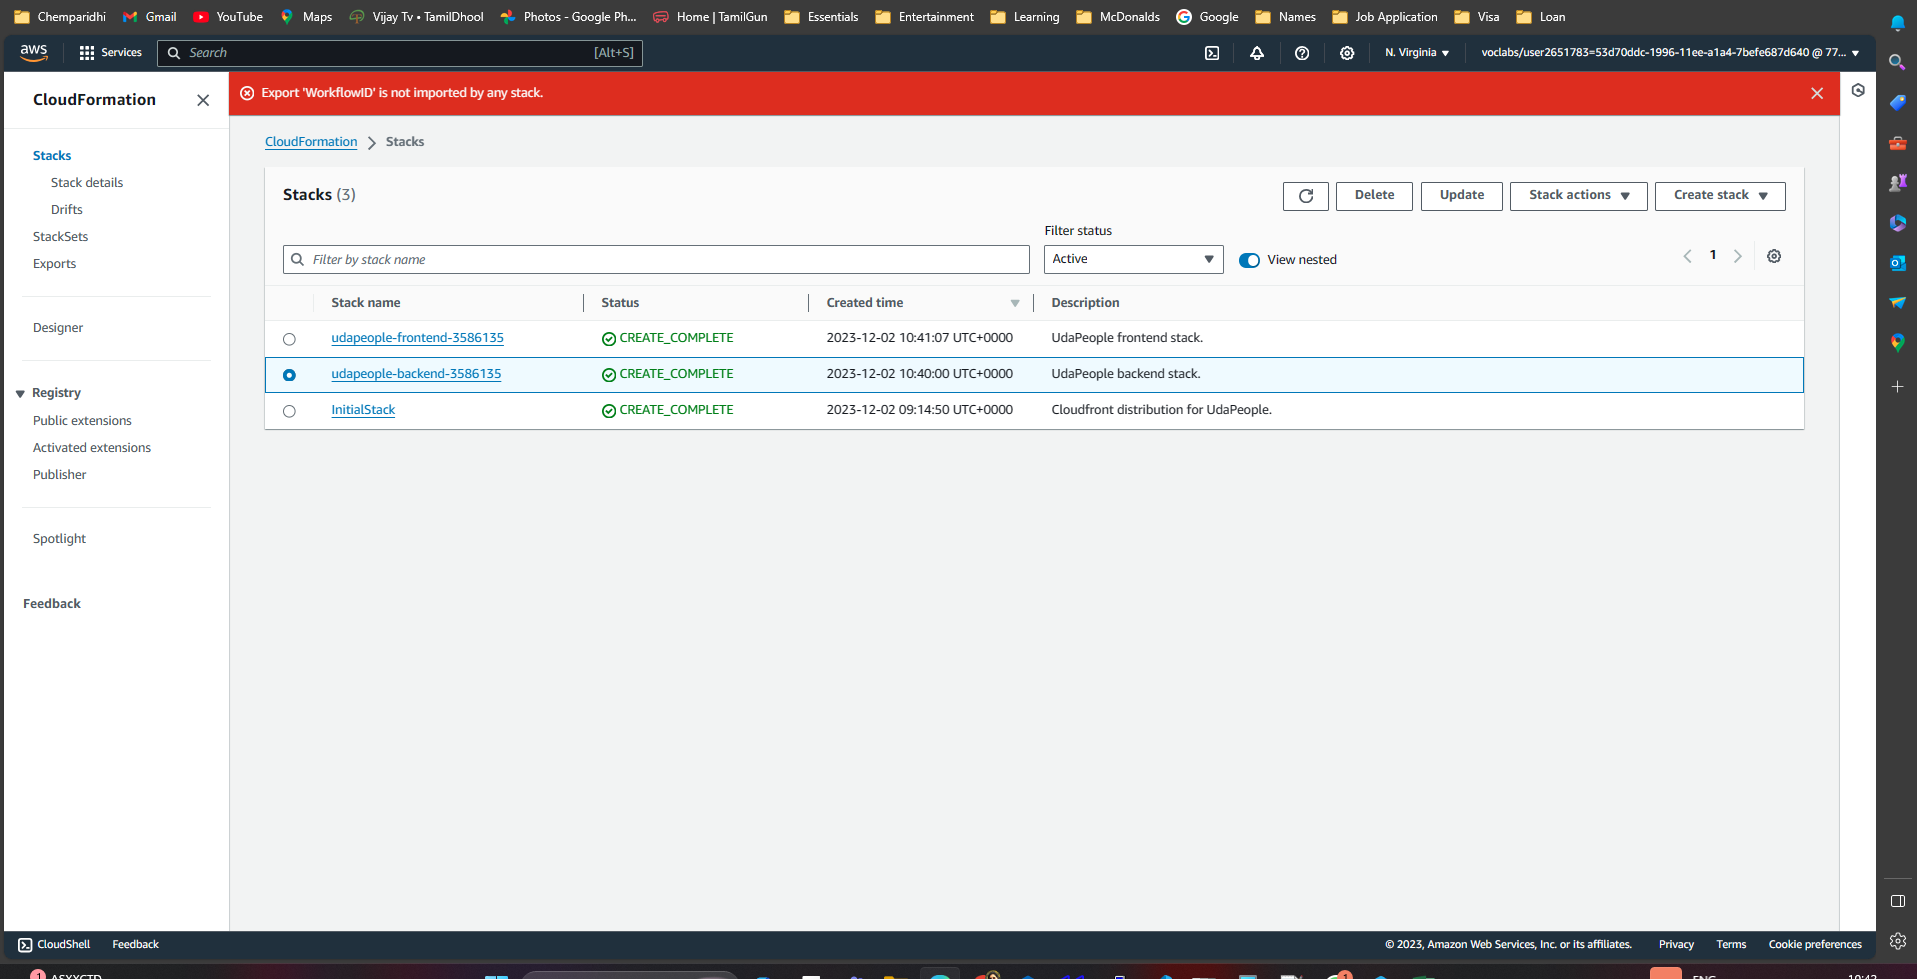 Chemparidhi Gmail YouTube Maps Vijay Tv • TamilDhool Photos - Google Ph... Home | TamilGun Essentials Entertainment Learning McDonalds Google Names Job Application Visa Loan
aws Services Search [Alt+S] N. Virginia voclabs/user2651783=53d70ddc-1996-11ee-a1a4-7befe687d640 @ 77...
CloudFormation
Export 'WorkflowID' is not imported by any stack.
CloudFormation Stacks
Stacks
Stack details
Drifts
StackSets
Exports
Designer
Registry
Public extensions
Activated extensions
Publisher
Spotlight
Feedback
Stacks (3)
Delete Update Stack actions Create stack
Filter status
Filter by stack name Active View nested 1
Stack name Status Created time Description
udapeople-frontend-3586135 CREATE_COMPLETE 2023-12-02 10:41:07 UTC+0000 UdaPeople frontend stack.
udapeople-backend-3586135 CREATE_COMPLETE 2023-12-02 10:40:00 UTC+0000 UdaPeople backend stack.
InitialStack CREATE_COMPLETE 2023-12-02 09:14:50 UTC+0000 Cloudfront distribution for UdaPeople.
CloudShell Feedback © 2023, Amazon Web Services, Inc. or its affiliates. Privacy Terms Cookie preferences